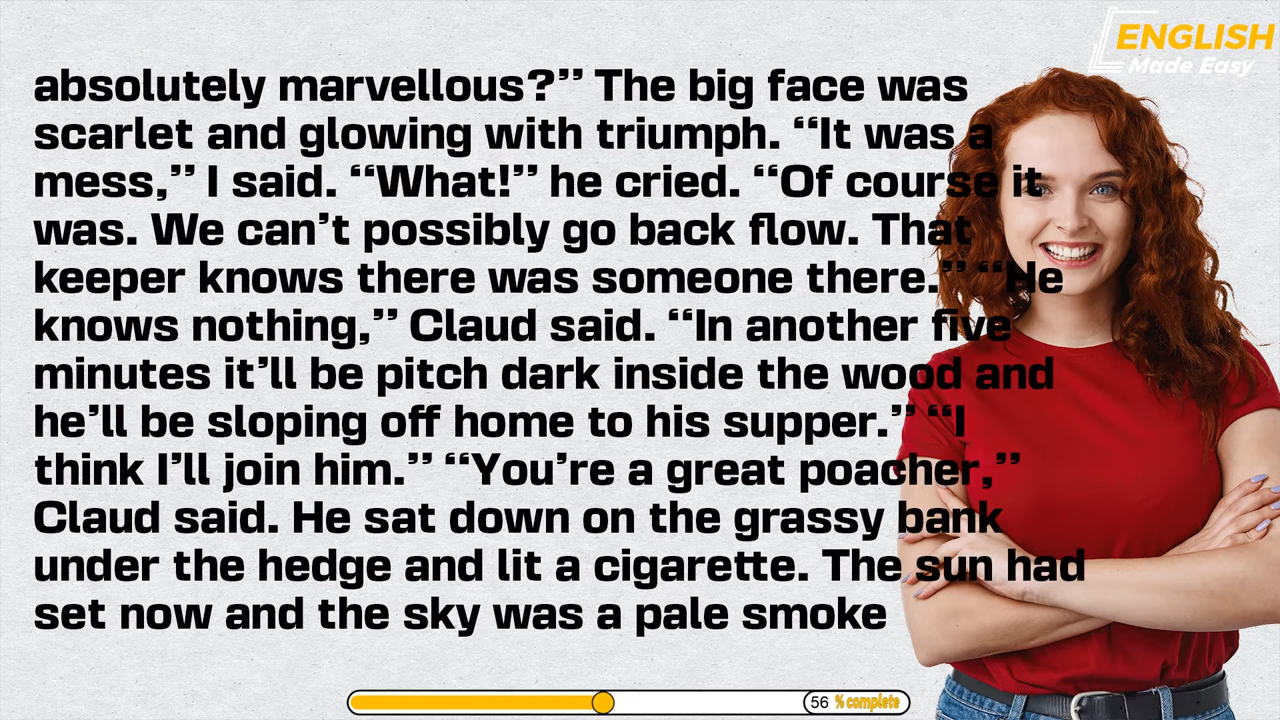 ENGLISH
Made Easy
absolutely marvellous?” The big face was
scarlet and glowing with triumph. “It was a
mess,” I said. “What!” he cried. “Of course it
was. We can’t possibly go back flow. That
keeper knows there was someone there.” “He
knows nothing,” Claud said. “In another five
minutes it’ll be pitch dark inside the wood and
he’ll be sloping off home to his supper.” “I
think I’ll join him.” “You’re a great poacher,”
Claud said. He sat down on the grassy bank
under the hedge and lit a cigarette. The sun had
set now and the sky was a pale smoke
56 % complete